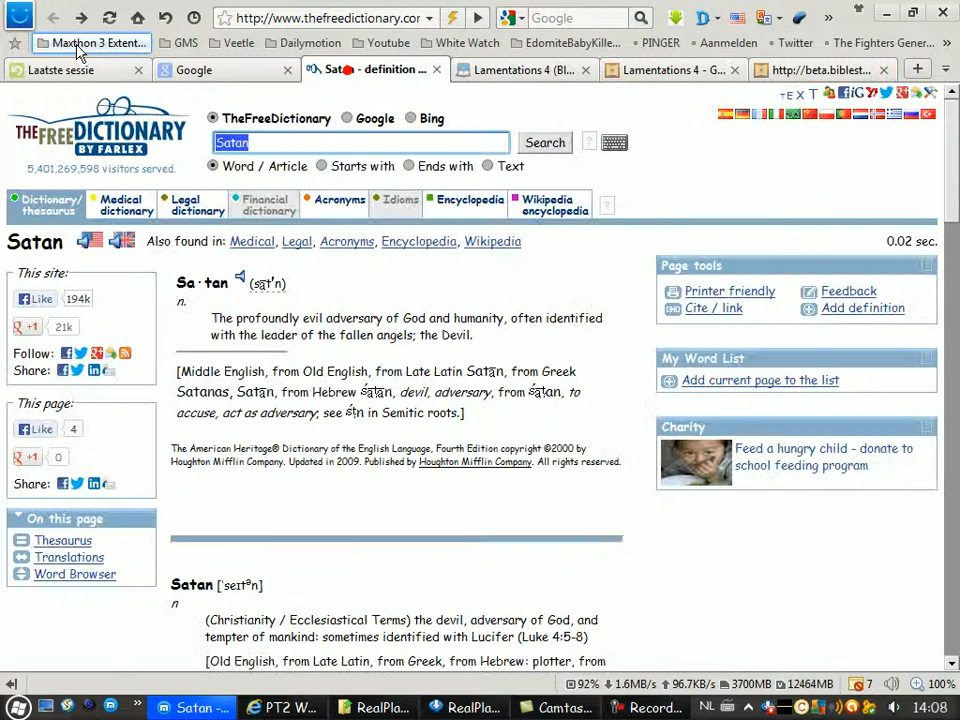 http://www.thefreedictionary.cor
Google
Maxthon 3 Extent...
GMS
Veetle
Dailymotion
Youtube
White Watch
EdomiteBabyKille...
PINGER
Aanmelden
Twitter
The Fighters Gener...
Laatste sessie
Google
- definition ...
Lamentations 4 (Bl...
Lamentations 4 - G...
http://beta.biblest...
THEFREEDICTIONARY
BY FARLEX
5,401,269,598 visitors served.
TheFreeDictionary
Google
Bing
Satan
Search
?
Word / Article
Starts with
Ends with
Text
TEXT
Dictionary/
thesaurus
Medical
dictionary
Legal
dictionary
Financial
dictionary
Acronyms
Idioms
Encyclopedia
Wikipedia
encyclopedia
?
Satan
Also found in: Medical, Legal, Acronyms, Encyclopedia, Wikipedia
0.02 sec.
This site:
Like 194k
+1 21k
Follow:
Share:
This page:
Like 4
+1 0
Share:
On this page
Thesaurus
Translations
Word Browser
Sa·tan (sāt'n)
n.
The profoundly evil adversary of God and humanity, often identified
with the leader of the fallen angels; the Devil.
[Middle English, from Old English, from Late Latin Satān, from Greek
Satanas, Satān, from Hebrew śāṭān, devil, adversary, from śāṭan, to
accuse, act as adversary; see śṭn in Semitic roots.]
The American Heritage® Dictionary of the English Language, Fourth Edition copyright ©2000 by
Houghton Mifflin Company. Updated in 2009. Published by Houghton Mifflin Company. All rights reserved.
Satan [ˈseɪtən]
n
(Christianity / Ecclesiastical Terms) the devil, adversary of God, and
tempter of mankind: sometimes identified with Lucifer (Luke 4:5-8)
[Old English, from Late Latin, from Greek, from Hebrew: plotter, from
Page tools
Printer friendly
Feedback
Cite / link
Add definition
My Word List
Add current page to the list
Charity
Feed a hungry child - donate to
school feeding program
92%
1.6MB/s
96.7KB/s
3700MB
12464MB
7
100%
Satan -...
PT2 W...
RealPla...
RealPla...
Camtas...
Record...
NL
14:08